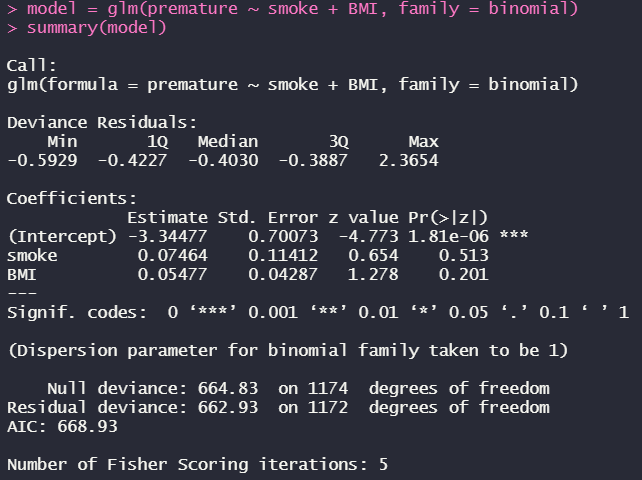 > model = glm(premature ~ smoke + BMI, family = binomial)
> summary(model)
Call:
glm(formula = premature ~ smoke + BMI, family = binomial)
Deviance Residuals:
Min 1Q Median 3Q Max
-0.5929 -0.4227 -0.4030 -0.3887 2.3654
Coefficients:
Estimate Std. Error z value Pr(>|z|)
(Intercept) -3.34477 0.70073 -4.773 1.81e-06 ***
smoke 0.07464 0.11412 0.654 0.513
BMI 0.05477 0.04287 1.278 0.201
---
Signif. codes: 0 ‘***’ 0.001 ‘**’ 0.01 ‘*’ 0.05 ‘.’ 0.1 ‘ ’ 1
(Dispersion parameter for binomial family taken to be 1)
Null deviance: 664.83 on 1174 degrees of freedom
Residual deviance: 662.93 on 1172 degrees of freedom
AIC: 668.93
Number of Fisher Scoring iterations: 5